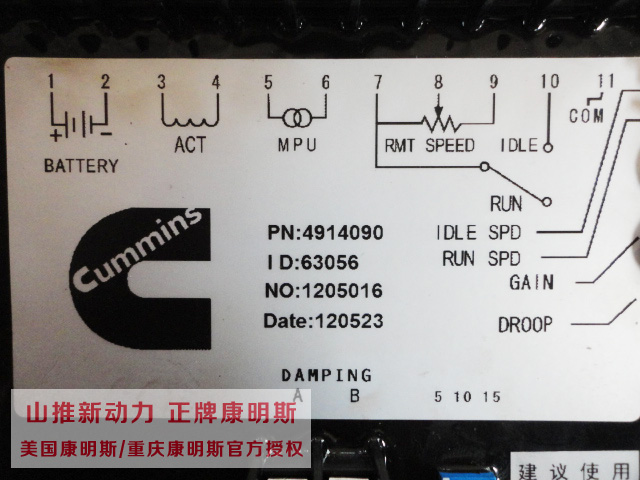 1 2 3 4 5 6 7 8 9 10 11
COM
ACT MPU RMT SPEED IDLE
+ -
BATTERY
RUN
Cummins
PN:4914090 IDLE SPD
ID:63056 RUN SPD
NO:1205016 GAIN
Date:120523 DROOP
DAMPING
A B 5 10 15
山推新动力 正牌康明斯
美国康明斯/重庆康明斯官方授权
建议使用